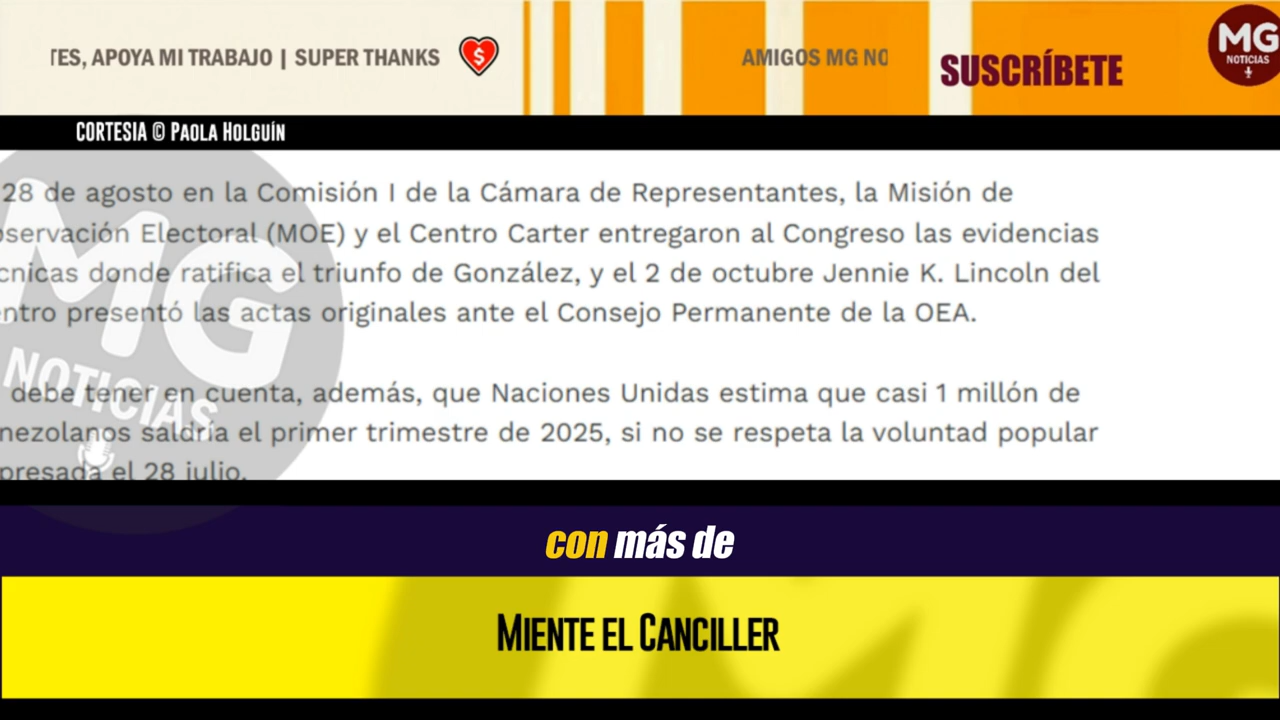 TES, APOYA MI TRABAJO | SUPER THANKS
$
AMIGOS MG NO
SUSCRÍBETE
MG
NOTICIAS
CORTESIA © PAOLA HOLGUÍN
28 de agosto en la Comisión I de la Cámara de Representantes, la Misión de
bservación Electoral (MOE) y el Centro Carter entregaron al Congreso las evidencias
cnicas donde ratifica el triunfo de González, y el 2 de octubre Jennie K. Lincoln del
entro presentó las actas originales ante el Consejo Permanente de la OEA.
debe tener en cuenta, además, que Naciones Unidas estima que casi 1 millón de
nezolanos saldría el primer trimestre de 2025, si no se respeta la voluntad popular
presada el 28 julio.
MG
NOTICIAS
con más de
MIENTE EL CANCILLER